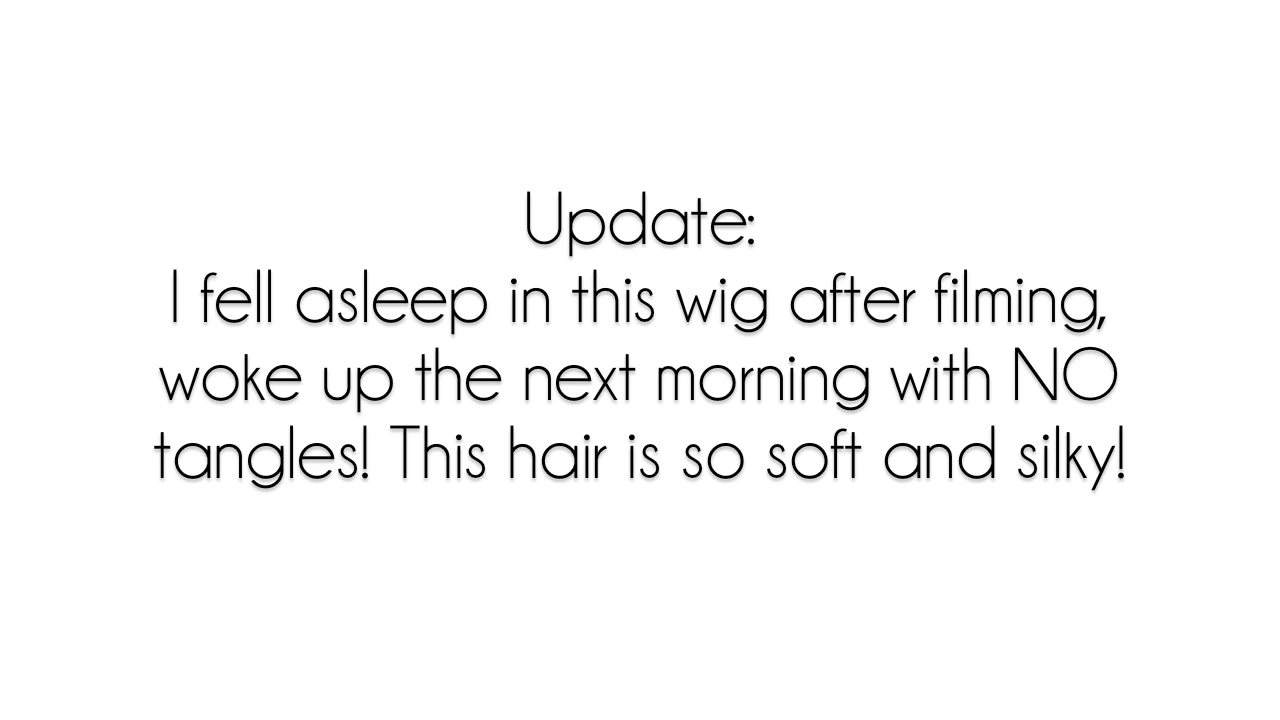 Update:
I fell asleep in this wig after filming,
woke up the next morning with NO
tangles! This hair is so soft and silky!